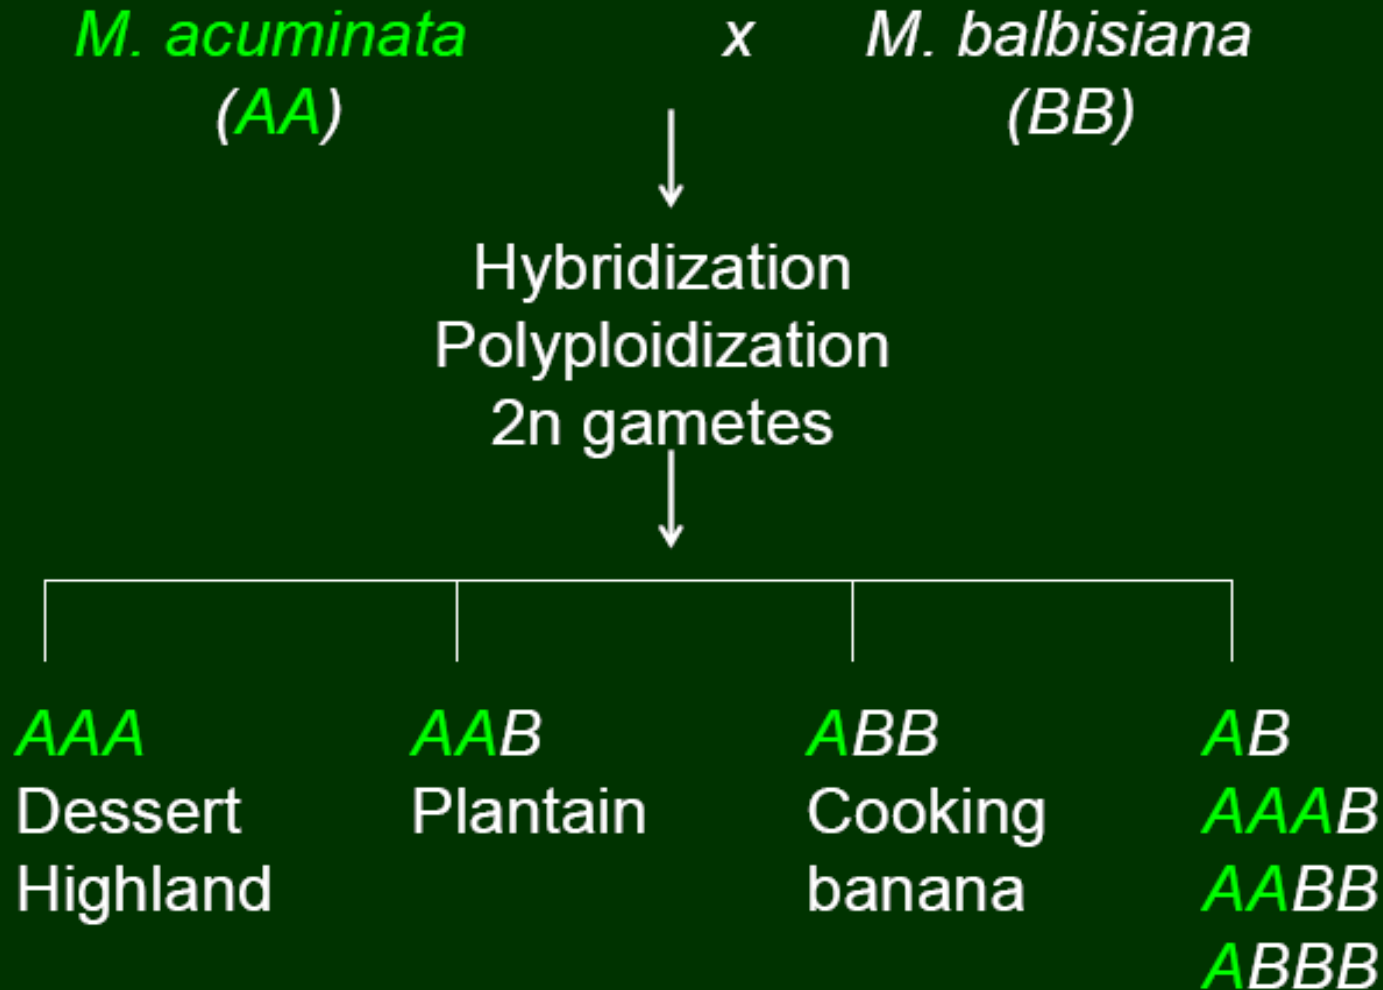 M. acuminata x M. balbisiana
(AA) (BB)
Hybridization
Polyploidization
2n gametes
AAA
Dessert
Highland
AAB
Plantain
ABB
Cooking
banana
AB
AAAB
AABB
ABBB